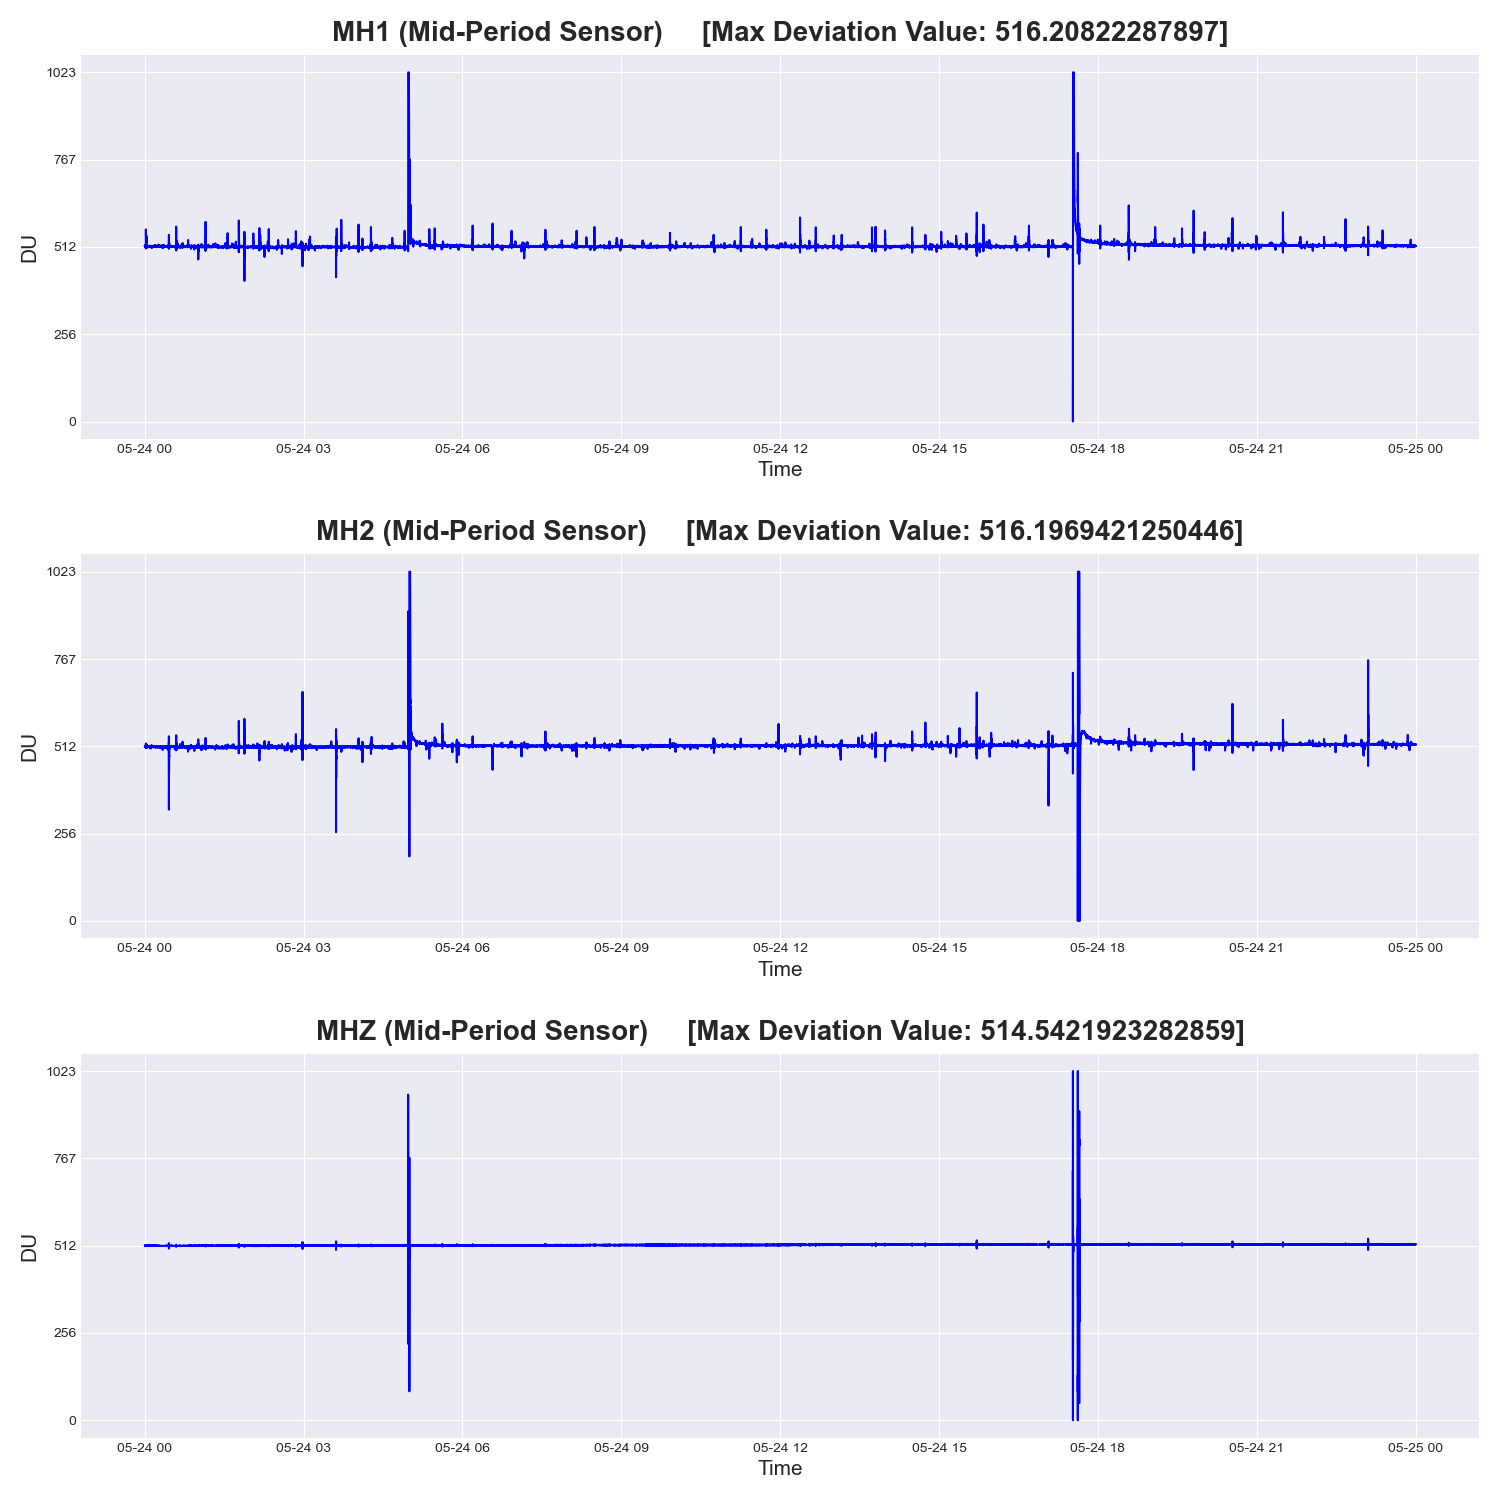 MH1 (Mid-Period Sensor) [Max Deviation Value: 516.20822287897]
1023
767
512
256
0
DU
05-24 00 05-24 03 05-24 06 05-24 09 05-24 12 05-24 15 05-24 18 05-24 21 05-25 00
Time
MH2 (Mid-Period Sensor) [Max Deviation Value: 516.1969421250446]
1023
767
512
256
0
DU
05-24 00 05-24 03 05-24 06 05-24 09 05-24 12 05-24 15 05-24 18 05-24 21 05-25 00
Time
MHZ (Mid-Period Sensor) [Max Deviation Value: 514.5421923282859]
1023
767
512
256
0
DU
05-24 00 05-24 03 05-24 06 05-24 09 05-24 12 05-24 15 05-24 18 05-24 21 05-25 00
Time